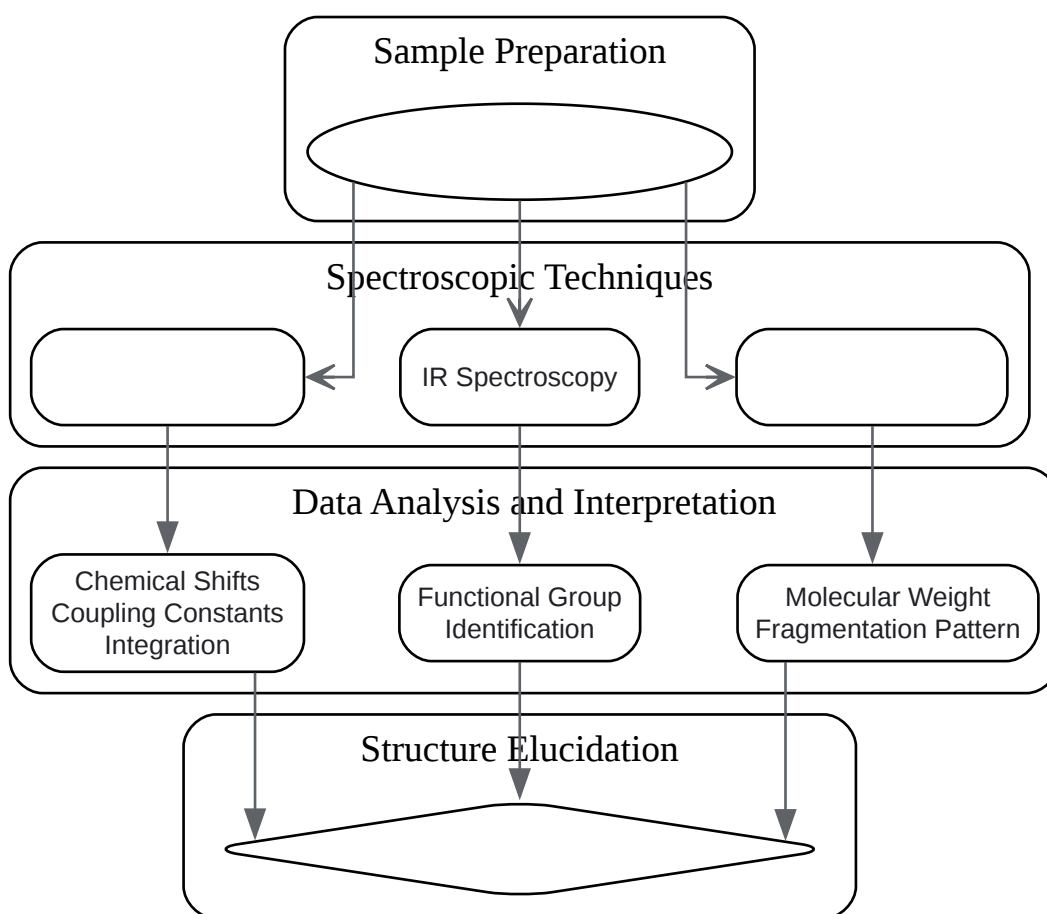 Sample Preparation
Spectroscopic Techniques
IR Spectroscopy
Data Analysis and Interpretation
Chemical Shifts
Coupling Constants
Integration
Functional Group
Identification
Molecular Weight
Fragmentation Pattern
Structure Elucidation